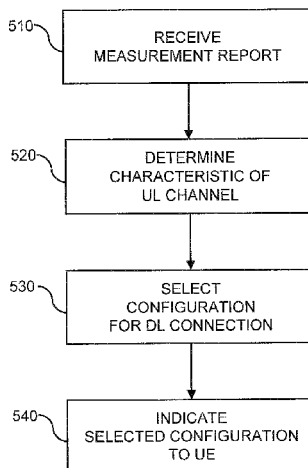 510
RECEIVE
MEASUREMENT REPORT
520
DETERMINE
CHARACTERISTIC OF
UL CHANNEL
530
SELECT
CONFIGURATION
FOR DL CONNECTION
540
INDICATE
SELECTED CONFIGURATION
TO UE